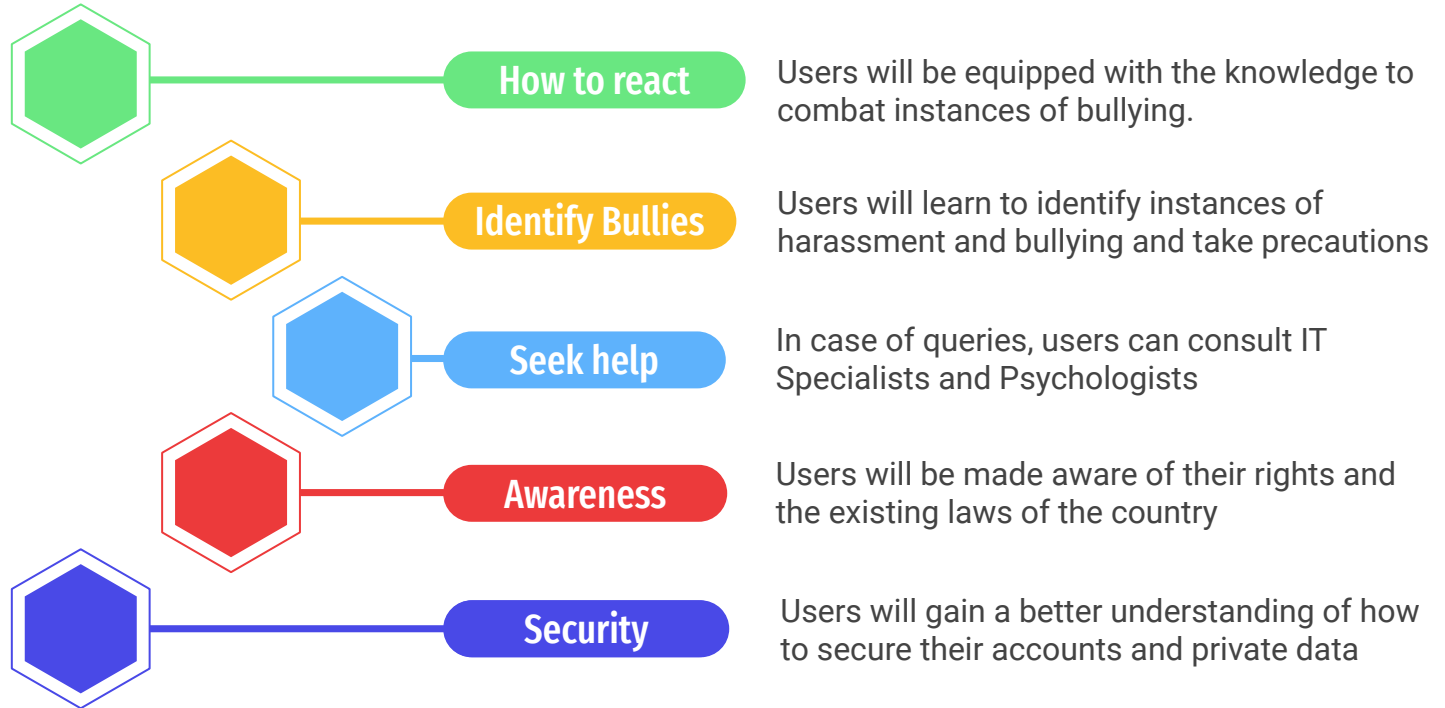 How to react
Users will be equipped with the knowledge to
combat instances of bullying.
Identify Bullies
Users will learn to identify instances of
harassment and bullying and take precautions
Seek help
In case of queries, users can consult IT
Specialists and Psychologists
Awareness
Users will be made aware of their rights and
the existing laws of the country
Security
Users will gain a better understanding of how
to secure their accounts and private data